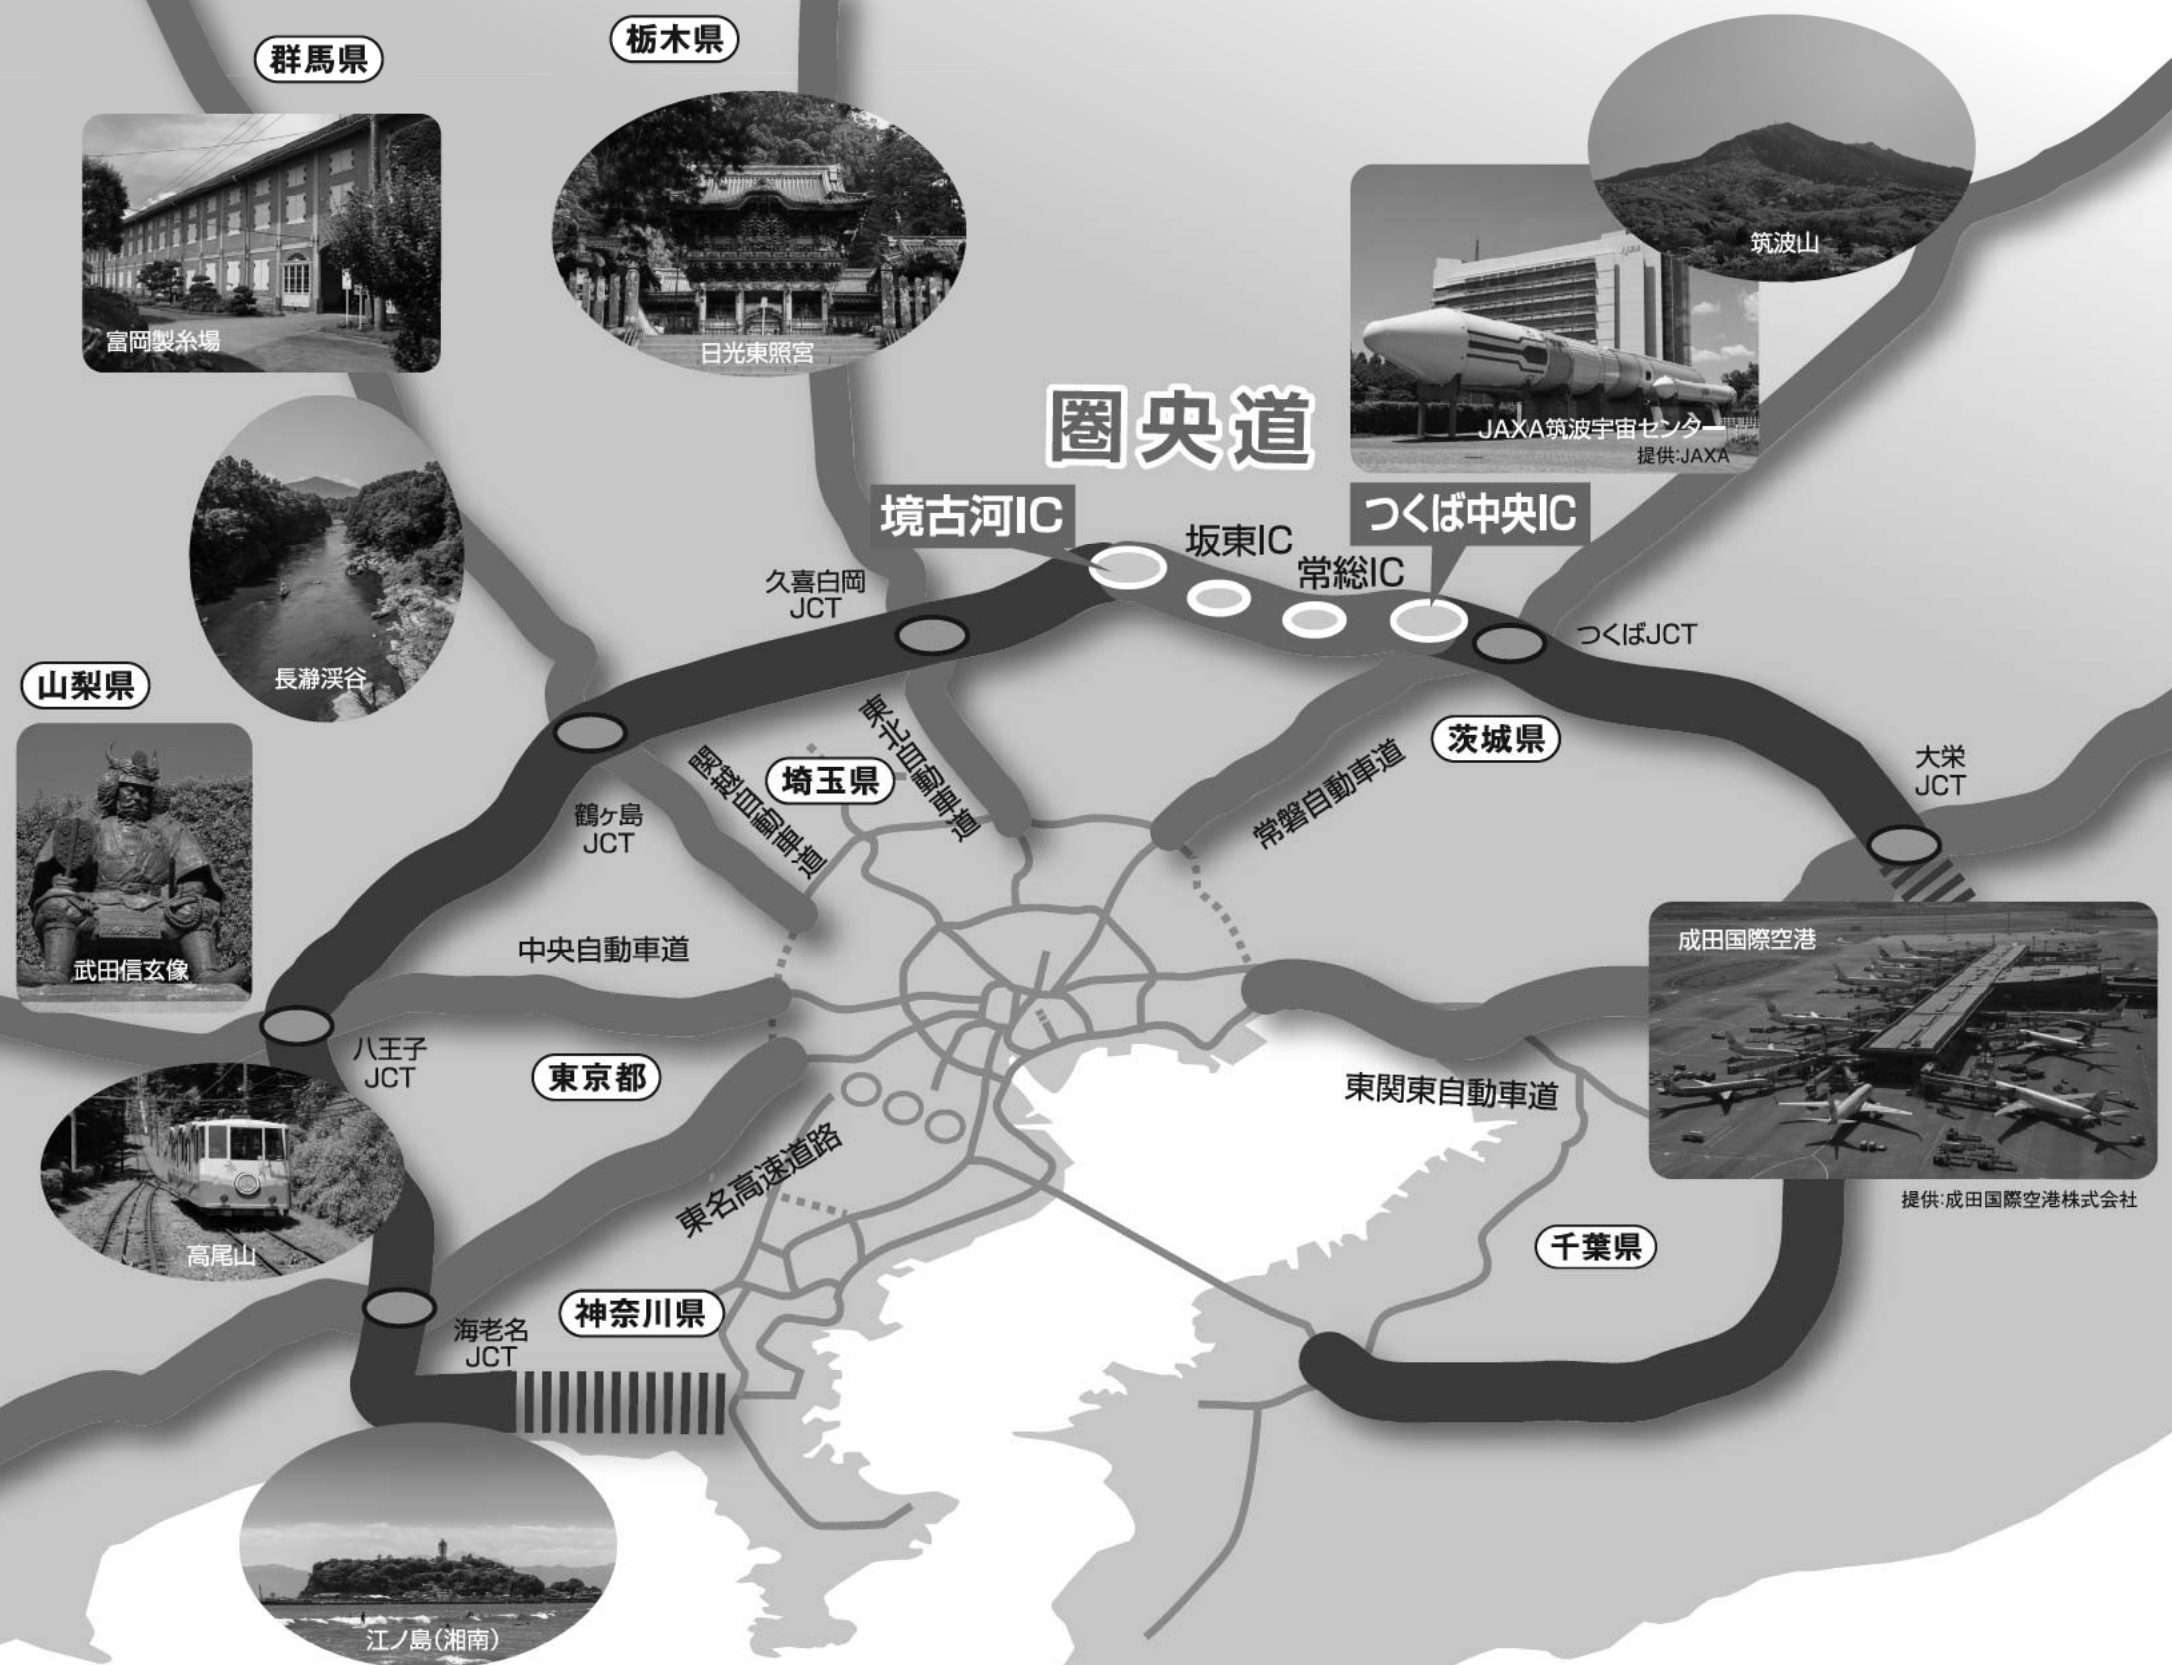 群馬県
栃木県
富岡製糸場
日光東照宮
筑波山
JAXA筑波宇宙センター
提供:JAXA
圏央道
境古河IC
坂東IC
常総IC
つくば中央IC
久喜白岡
JCT
つくばJCT
長瀞渓谷
山梨県
武田信玄像
鶴ヶ島
JCT
関越自動車道
埼玉県
東北自動車道
常磐自動車道
茨城県
大栄
JCT
中央自動車道
成田国際空港
提供:成田国際空港株式会社
八王子
JCT
東京都
東関東自動車道
高尾山
東名高速道路
千葉県
神奈川県
海老名
JCT
江ノ島(湘南)